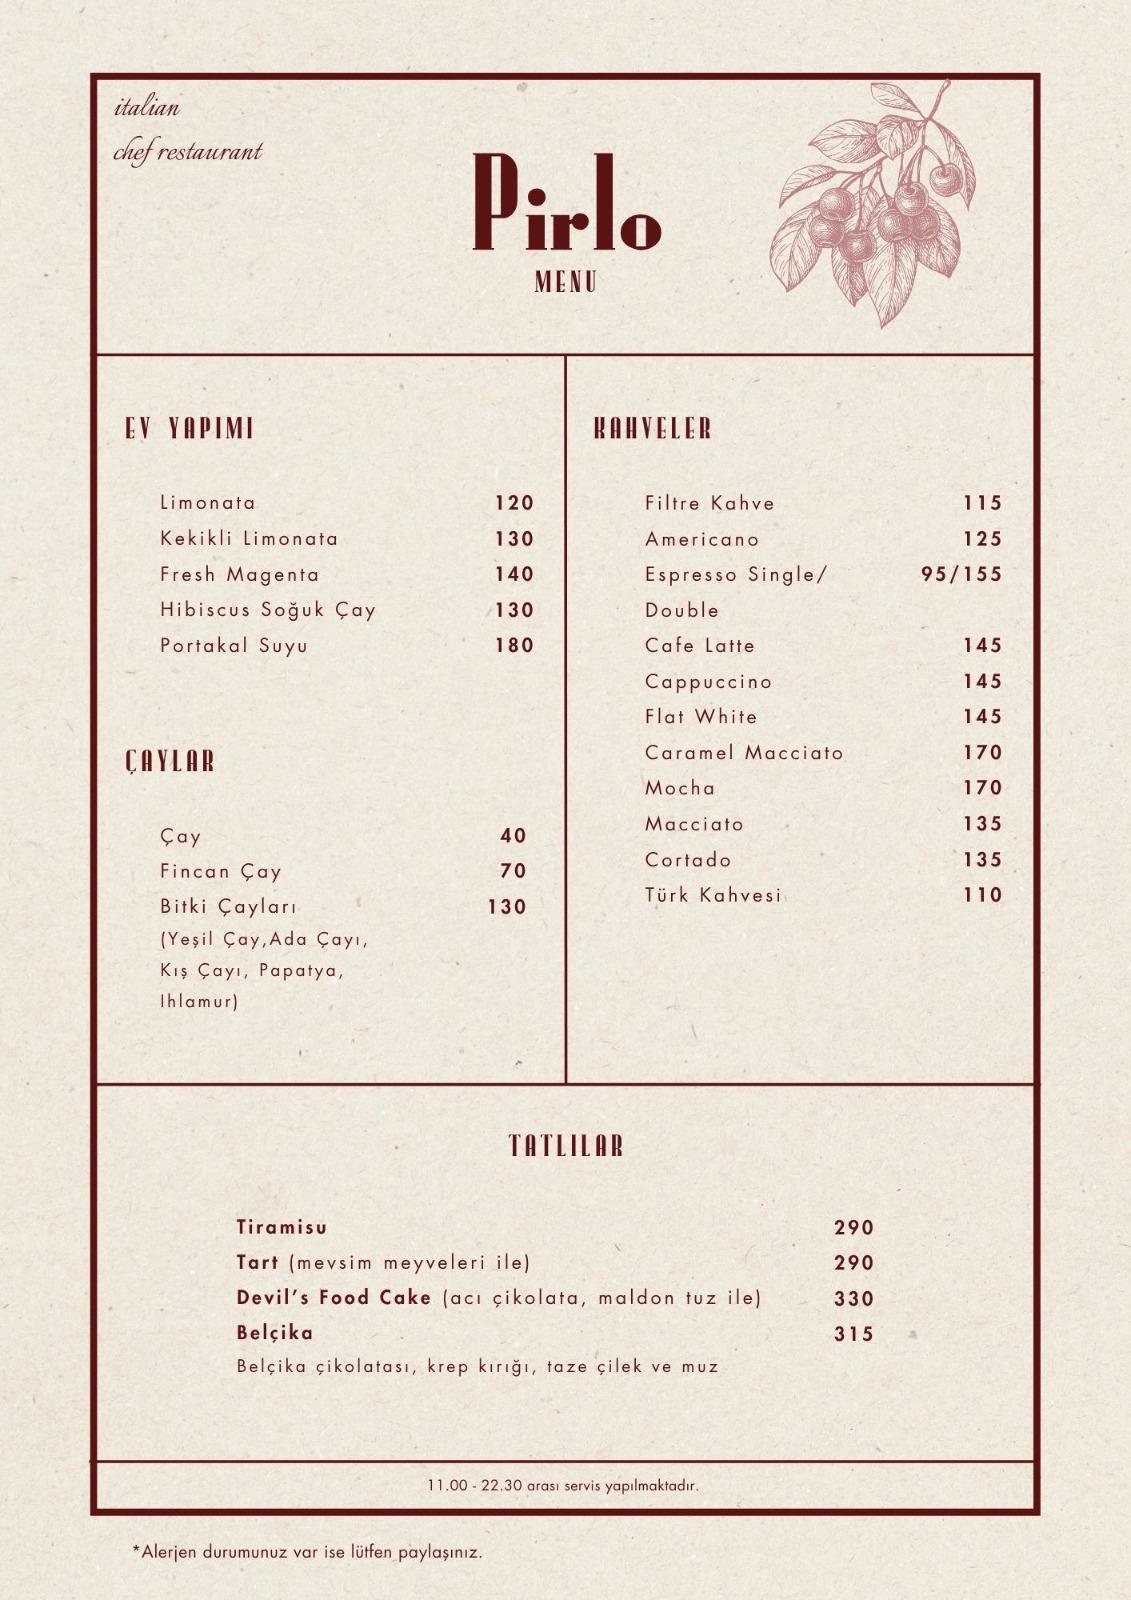 italian
chef restaurant
Pirlo
MENU
EV YAPIMI
Limonata 120
Kekikli Limonata 130
Fresh Magenta 140
Hibiscus Soğuk Çay 130
Portakal Suyu 180
ÇAYLAR
Çay 40
Fincan Çay 70
Bitki Çayları 130
(Yeşil Çay,Ada Çayı,
Kış Çayı, Papatya,
Ihlamur)
KAHVELER
Filtre Kahve 115
Americano 125
Espresso Single/ 95/155
Double
Cafe Latte 145
Cappuccino 145
Flat White 145
Caramel Macciato 170
Mocha 170
Macciato 135
Cortado 135
Türk Kahvesi 110
TATLILAR
Tiramisu 290
Tart (mevsim meyveleri ile) 290
Devil’s Food Cake (acı çikolata, maldon tuz ile) 330
Belçika 315
Belçika çikolatası, krep kırığı, taze çilek ve muz
11.00 - 22.30 arası servis yapılmaktadır.
*Alerjen durumunuz var ise lütfen paylaşınız.